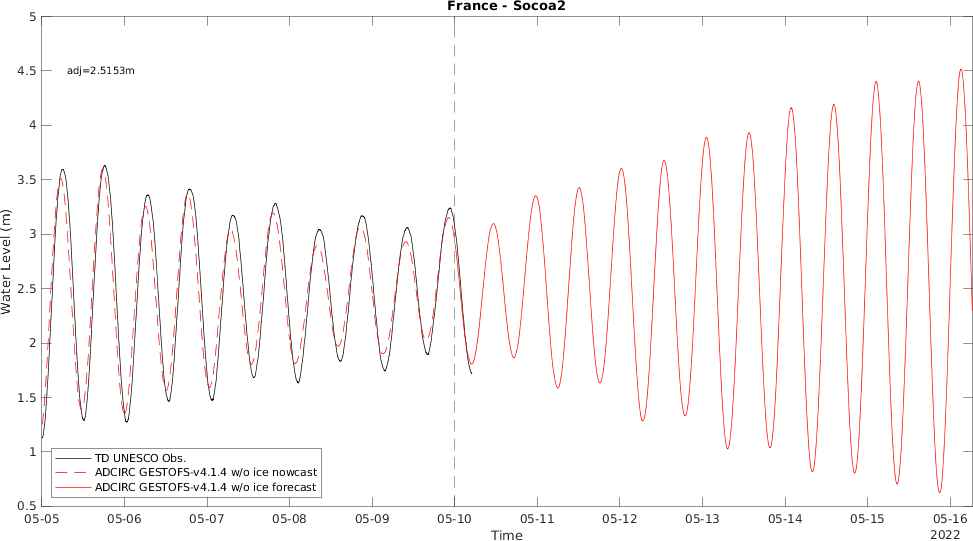 France - Socoa2
adj=2.5153m
Water Level (m)
5
4.5
4
3.5
3
2.5
2
1.5
1
0.5
TD UNESCO Obs.
ADCIRC GESTOFS-v4.1.4 w/o ice nowcast
ADCIRC GESTOFS-v4.1.4 w/o ice forecast
05-05 05-06 05-07 05-08 05-09 05-10 05-11 05-12 05-13 05-14 05-15 05-16
Time
2022